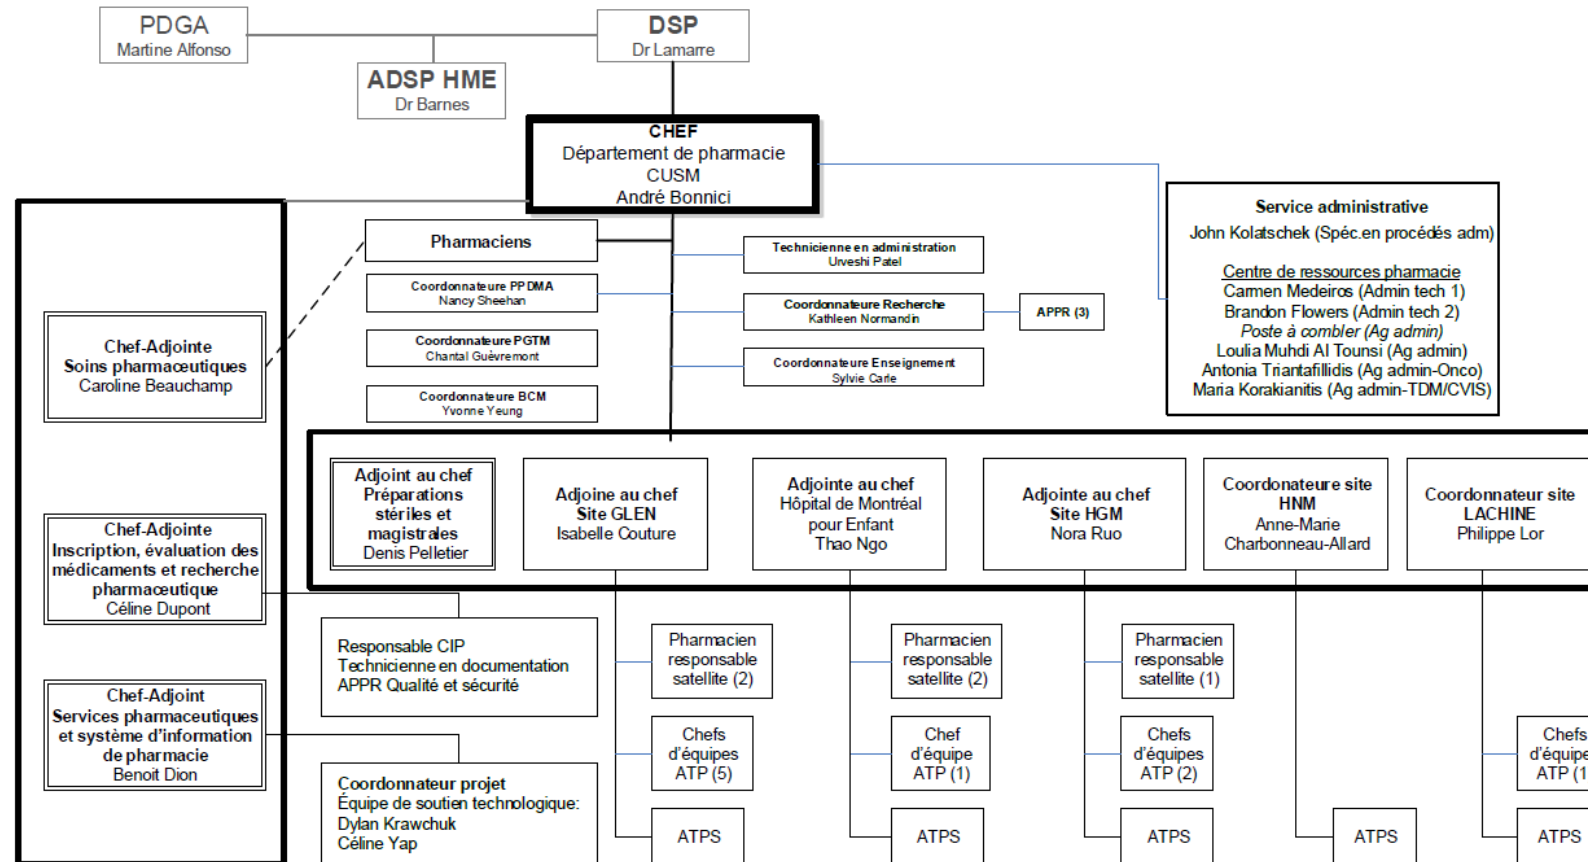 PDGA
Martine Alfonso
DSP
Dr Lamarre
ADSP HME
Dr Barnes
CHEF
Département de pharmacie
CUSM
André Bonnici
Service administrative
John Kolatschek (Spéc.en procédés adm)
Centre de ressources pharmacie
Carmen Medeiros (Admin tech 1)
Brandon Flowers (Admin tech 2)
Poste à combler (Ag admin)
Loulia Muhdi Al Tounsi (Ag admin)
Antonia Triantafillidis (Ag admin-Onco)
Maria Korakianitis (Ag admin-TDM/CVIS)
Pharmaciens
Coordonnateure PPDMA
Nancy Sheehan
Coordonnateure PGTM
Chantal Guèvremont
Coordonnateure BCM
Yvonne Yeung
Technicienne en administration
Urveshi Patel
Coordonnateure Recherche
Kathleen Normandin
APPR (3)
Coordonnateure Enseignement
Sylvie Carle
Chef-Adjointe
Soins pharmaceutiques
Caroline Beauchamp
Chef-Adjointe
Inscription, évaluation des
médicaments et recherche
pharmaceutique
Céline Dupont
Chef-Adjoint
Services pharmaceutiques
et système d'information
de pharmacie
Benoit Dion
Adjoint au chef
Préparations
stériles et
magistrales
Denis Pelletier
Adjoine au chef
Site GLEN
Isabelle Couture
Adjointe au chef
Hôpital de Montréal
pour Enfant
Thao Ngo
Adjointe au chef
Site HGM
Nora Ruo
Coordonateure site
HNM
Anne-Marie
Charbonneau-Allard
Coordonnateur site
LACHINE
Philippe Lor
Responsable CIP
Technicienne en documentation
APPR Qualité et sécurité
Coordonnateur projet
Équipe de soutien technologique:
Dylan Krawchuk
Céline Yap
Pharmacien
responsable
satellite (2)
Chefs
d'équipes
ATP (5)
ATPS
Pharmacien
responsable
satellite (2)
Chef
d'équipe
ATP (1)
ATPS
Pharmacien
responsable
satellite (1)
Chefs
d'équipes
ATP (2)
ATPS
ATPS
Chefs
d'équipe
ATP (1
ATPS